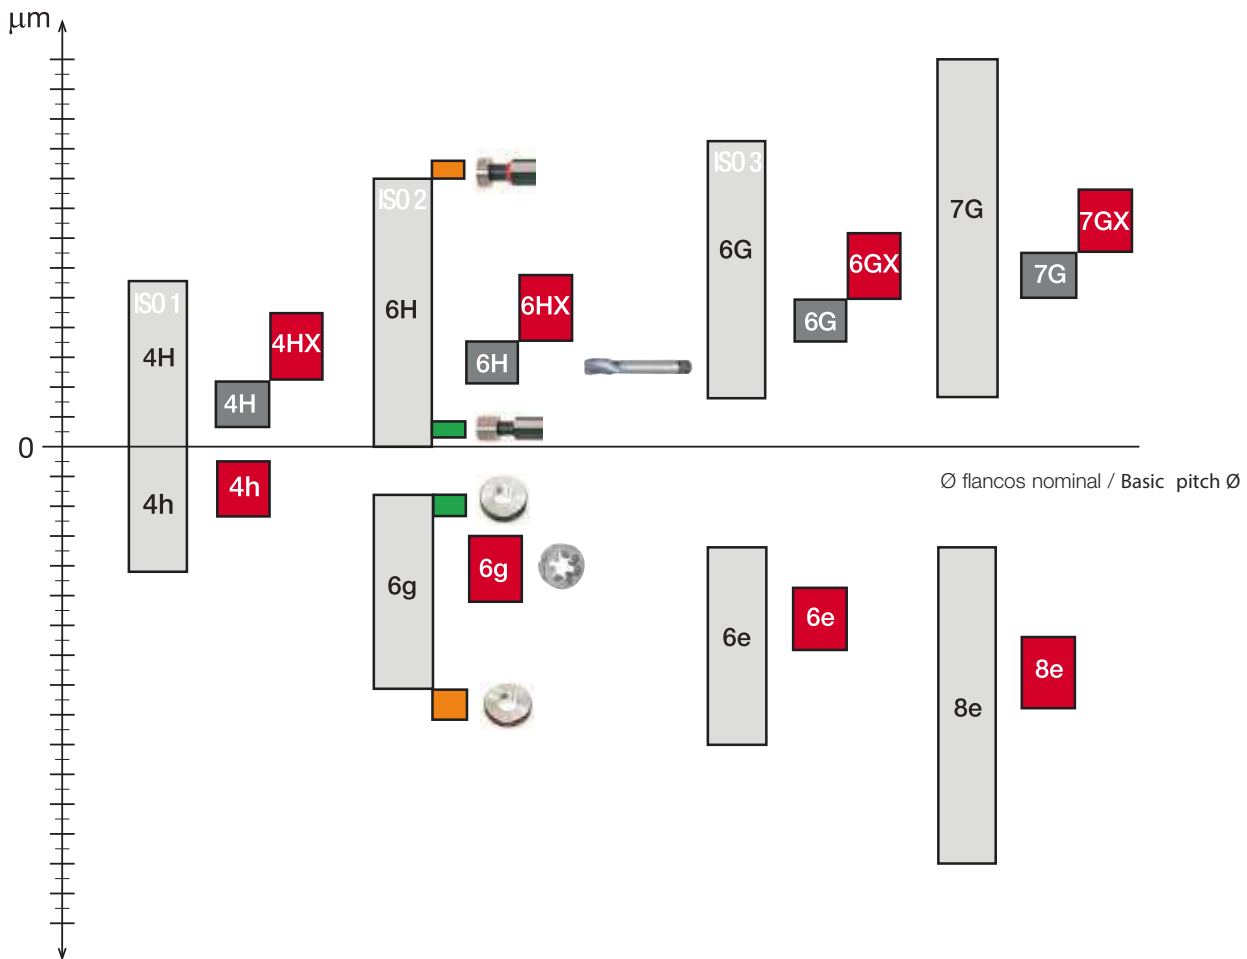 μm
ISO 1
4H
4H
4HX
ISO 2
6H
6H
6HX
ISO 3
6G
6G
6GX
7G
7G
7GX
0
Ø flancos nominal / Basic pitch Ø
4h
4h
6g
6g
6e
6e
8e
8e